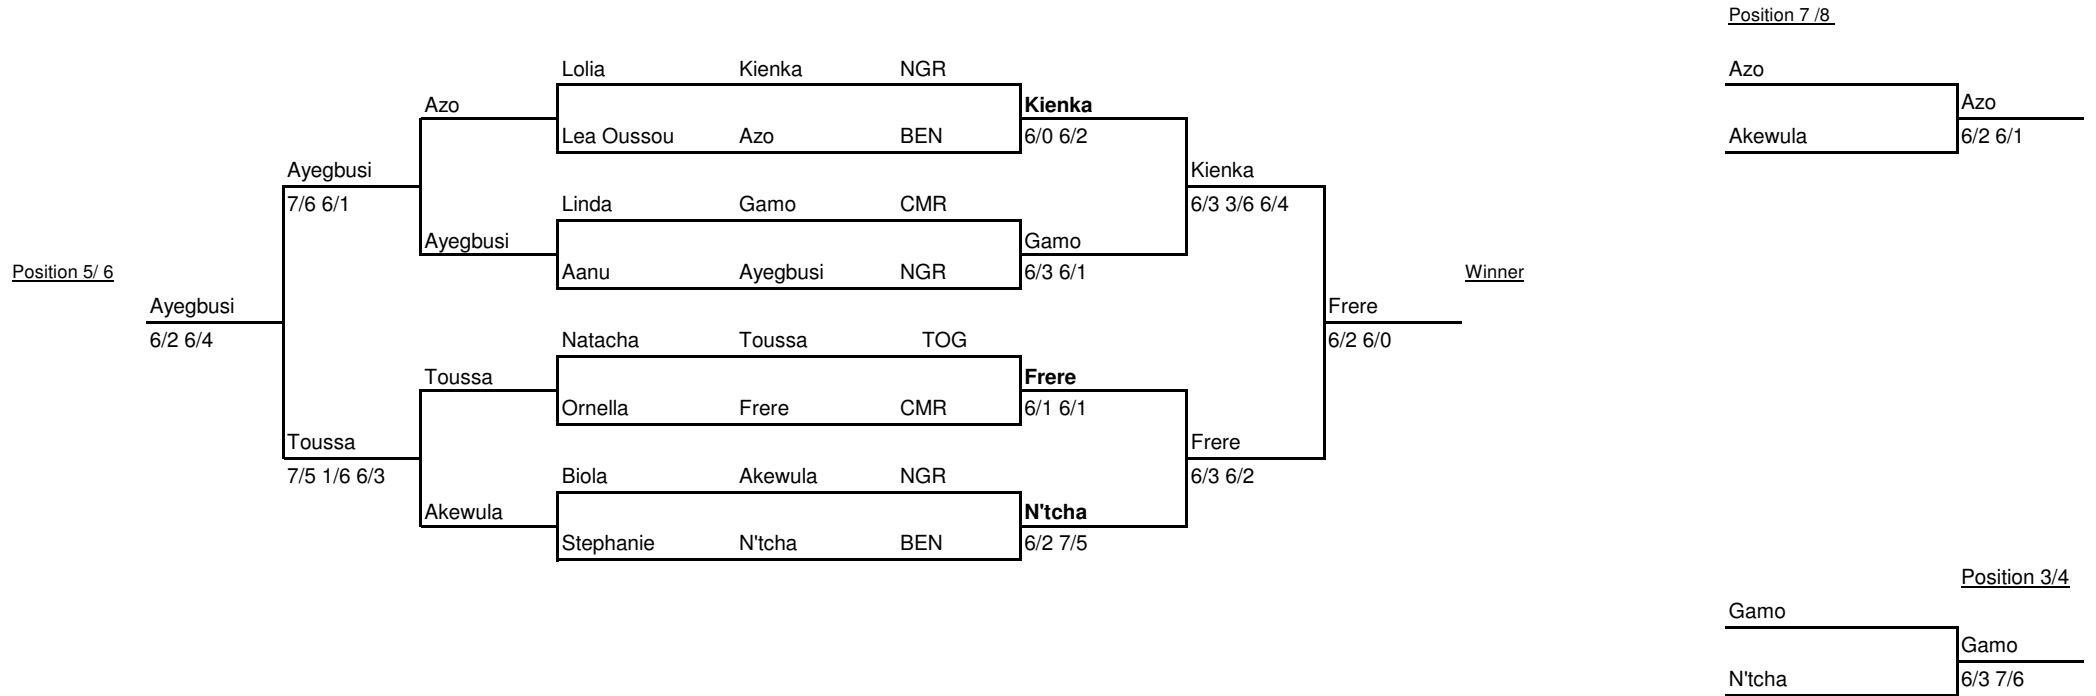 Position 7 /8
Lolia Kienka NGR Azo
Azo Kienka Azo
Lea Oussou Azo BEN 6/0 6/2 Akewula 6/2 6/1
Ayegbusi Kienka
7/6 6/1 Linda Gamo CMR 6/3 3/6 6/4
Ayegbusi Gamo
Position 5/ 6 Aanu Ayegbusi NGR 6/3 6/1 Winner
Ayegbusi Frere
6/2 6/4 Natacha Toussa TOG 6/2 6/0
Toussa Frere
Ornella Frere CMR 6/1 6/1
Toussa Frere
7/5 1/6 6/3 Biola Akewula NGR 6/3 6/2
Akewula N'tcha
Stephanie N'tcha BEN 6/2 7/5
Position 3/4
Gamo
Gamo
N'tcha 6/3 7/6